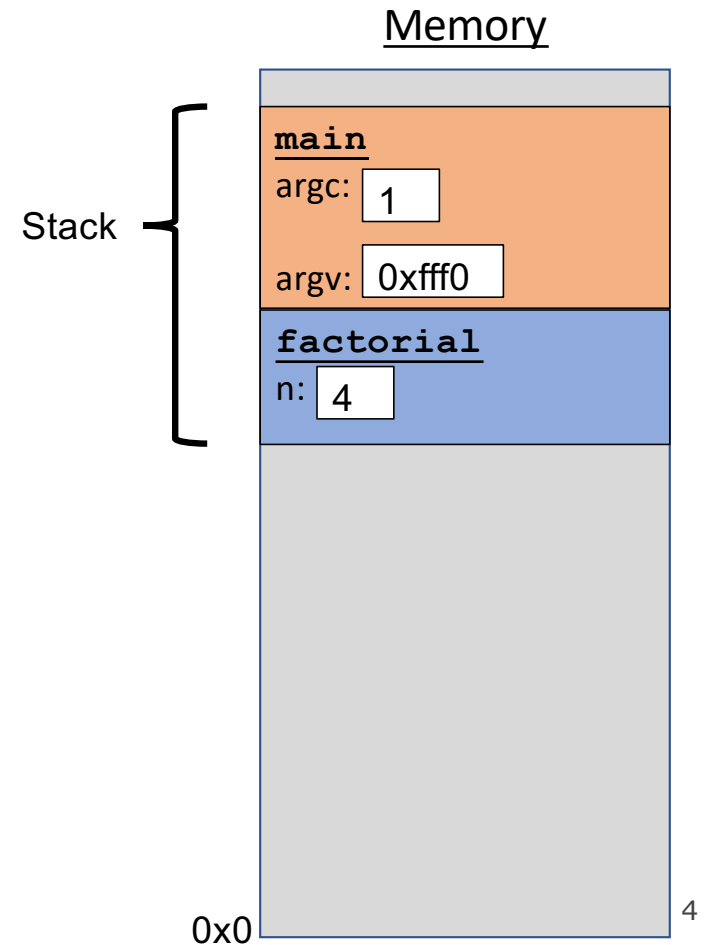 Memory
main
argc: 1
Stack
argv: 0xfff0
factorial
n: 4
4
0x0